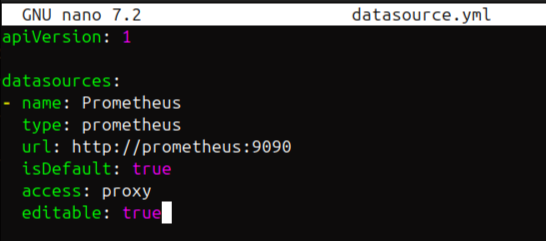 GNU nano 7.2 datasource.yml
apiVersion: 1
datasources:
- name: Prometheus
type: prometheus
url: http://prometheus:9090
isDefault: true
access: proxy
editable: true